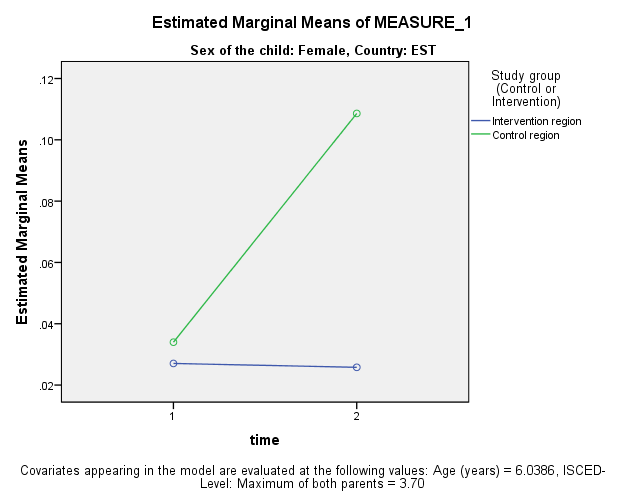 Estimated Marginal Means of MEASURE_1
Sex of the child: Female, Country: EST
Study group
(Control or
Intervention)
Intervention region
Control region
Estimated Marginal Means
.12
.10
.08
.06
.04
.02
1
2
time
Covariates appearing in the model are evaluated at the following values: Age (years) = 6.0386, ISCED-
Level: Maximum of both parents = 3.70